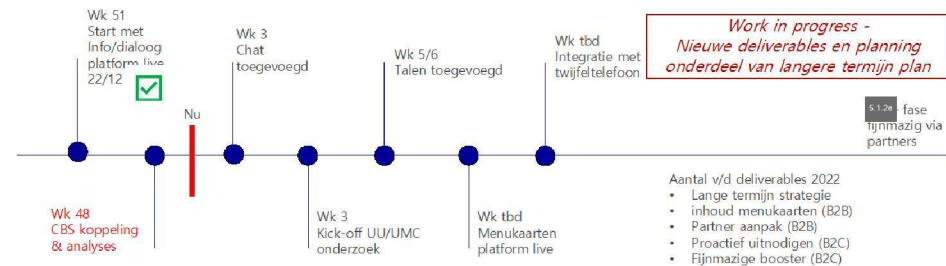 Wk 51
Start met
Info/dialoog
platform live
22/12
Nu
Wk 3
Chat
toegevoegd
Wk 5/6
Talen toegevoegd
Wk tbd
Integratie met
twijfeltelefoon
Work in progress -
Nieuwe deliverables en planning
onderdeel van langere termijn plan
5.1.2e fase
fijnmazig via
partners
Wk 48
CBS koppeling
& analyses
Wk 3
Kick-off UU/UMC
onderzoek
Wk tbd
Menukaarten
platform live
Aantal v/d deliverables 2022
• Lange termijn strategie
• inhoud menukaarten (B2B)
• Partner aanpak (B2B)
• Proactief uitnodigen (B2C)
• Fijnmazige booster (B2C)